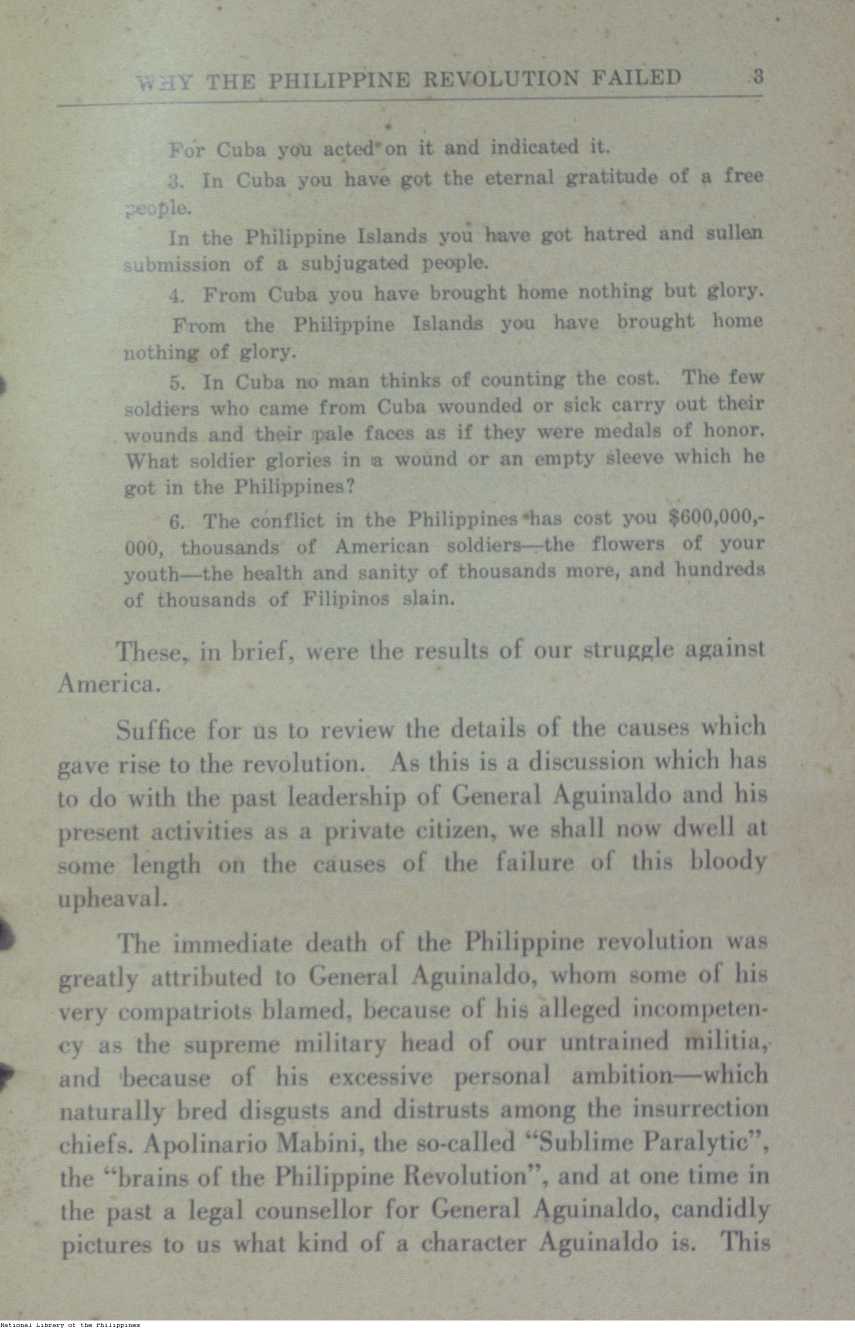 WHY THE PHILIPPINE REVOLUTION FAILED 3
For Cuba you acted on it and indicated it.
3. In Cuba you have got the eternal gratitude of a free
people.
In the Philippine Islands you have got hatred and sullen
submission of a subjugated people.
4. From Cuba you have brought home nothing but glory.
From the Philippine Islands you have brought home
nothing of glory.
5. In Cuba no man thinks of counting the cost. The few
soldiers who came from Cuba wounded or sick carry out their
wounds and their pale faces as if they were medals of honor.
What soldier glories in a wound or an empty sleeve which he
got in the Philippines?
6. The conflict in the Philippines has cost you $600,000,-
000, thousands of American soldiers—the flowers of your
youth—the health and sanity of thousands more, and hundreds
of thousands of Filipinos slain.
These, in brief, were the results of our struggle against
America.
Suffice for us to review the details of the causes which
gave rise to the revolution. As this is a discussion which has
to do with the past leadership of General Aguinaldo and his
present activities as a private citizen, we shall now dwell at
some length on the causes of the failure of this bloody
upheaval.
The immediate death of the Philippine revolution was
greatly attributed to General Aguinaldo, whom some of his
very compatriots blamed, because of his alleged incompeten-
cy as the supreme military head of our untrained militia,
and because of his excessive personal ambition—which
naturally bred disgusts and distrusts among the insurrection
chiefs. Apolinario Mabini, the so-called "Sublime Paralytic",
the "brains of the Philippine Revolution", and at one time in
the past a legal counsellor for General Aguinaldo, candidly
pictures to us what kind of a character Aguinaldo is. This
National Library of the Philippines